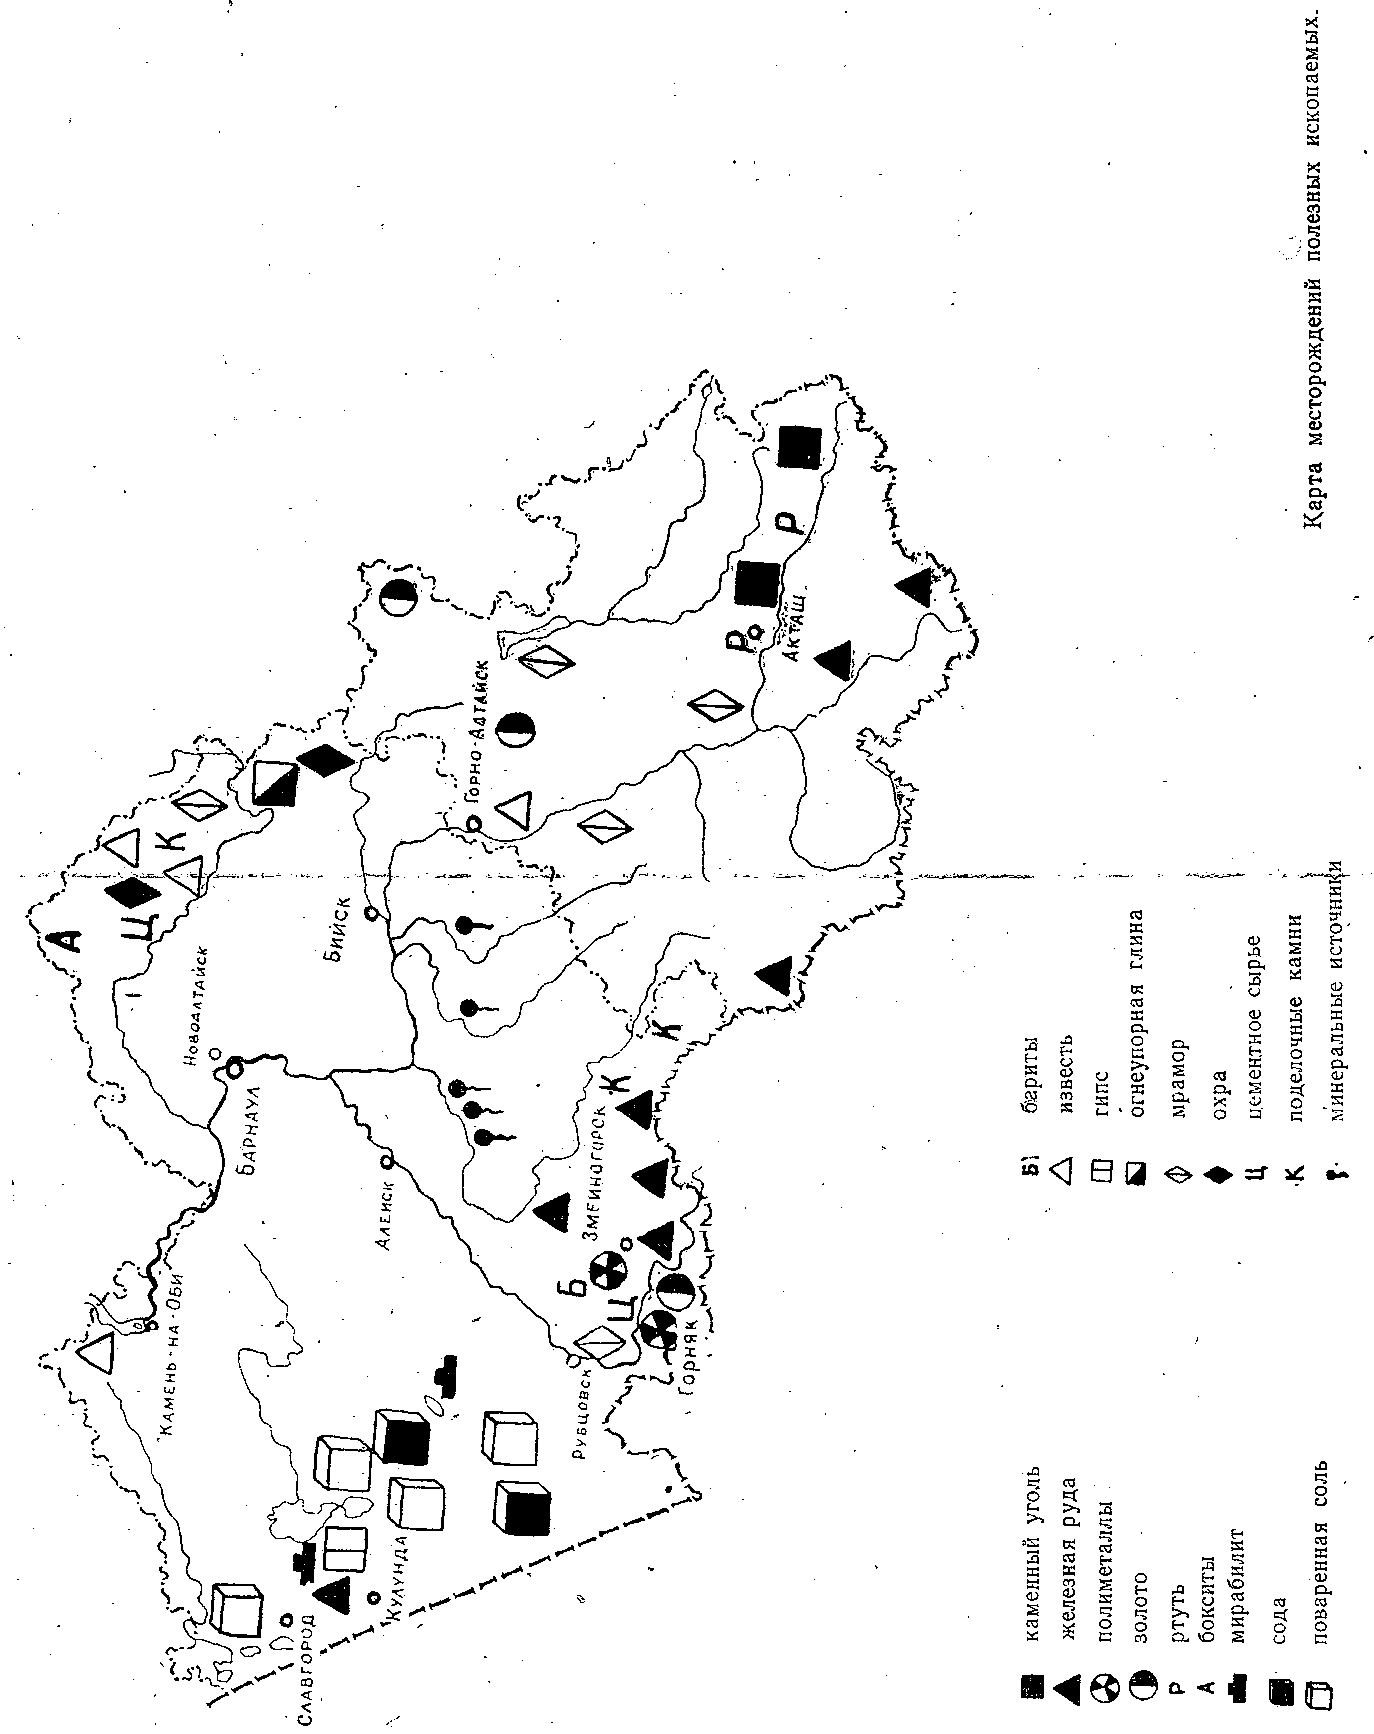 СЛАВГОРОД
КУЛУНДА
КАМЕНЬ-НА-ОБИ
БАРНАУЛ
НОВОАЛТАЙСК
АЛЕЙСК
БИЙСК
ГОРНО-АЛТАЙСК
РУБЦОВСК
ГОРНЯК
ЗМЕИНОГОРСК
АКТАШ
А
Ц
К
Б
Ц
К
К
Р
Р
каменный уголь
железная руда
полиметаллы
золото
Р ртуть
А бокситы
мирабилит
сода
поваренная соль
Б бариты
известь
гипс
огнеупорная глина
мрамор
охра
Ц цементное сырье
К поделочные камни
минеральные источники
Карта месторождений полезных ископаемых.